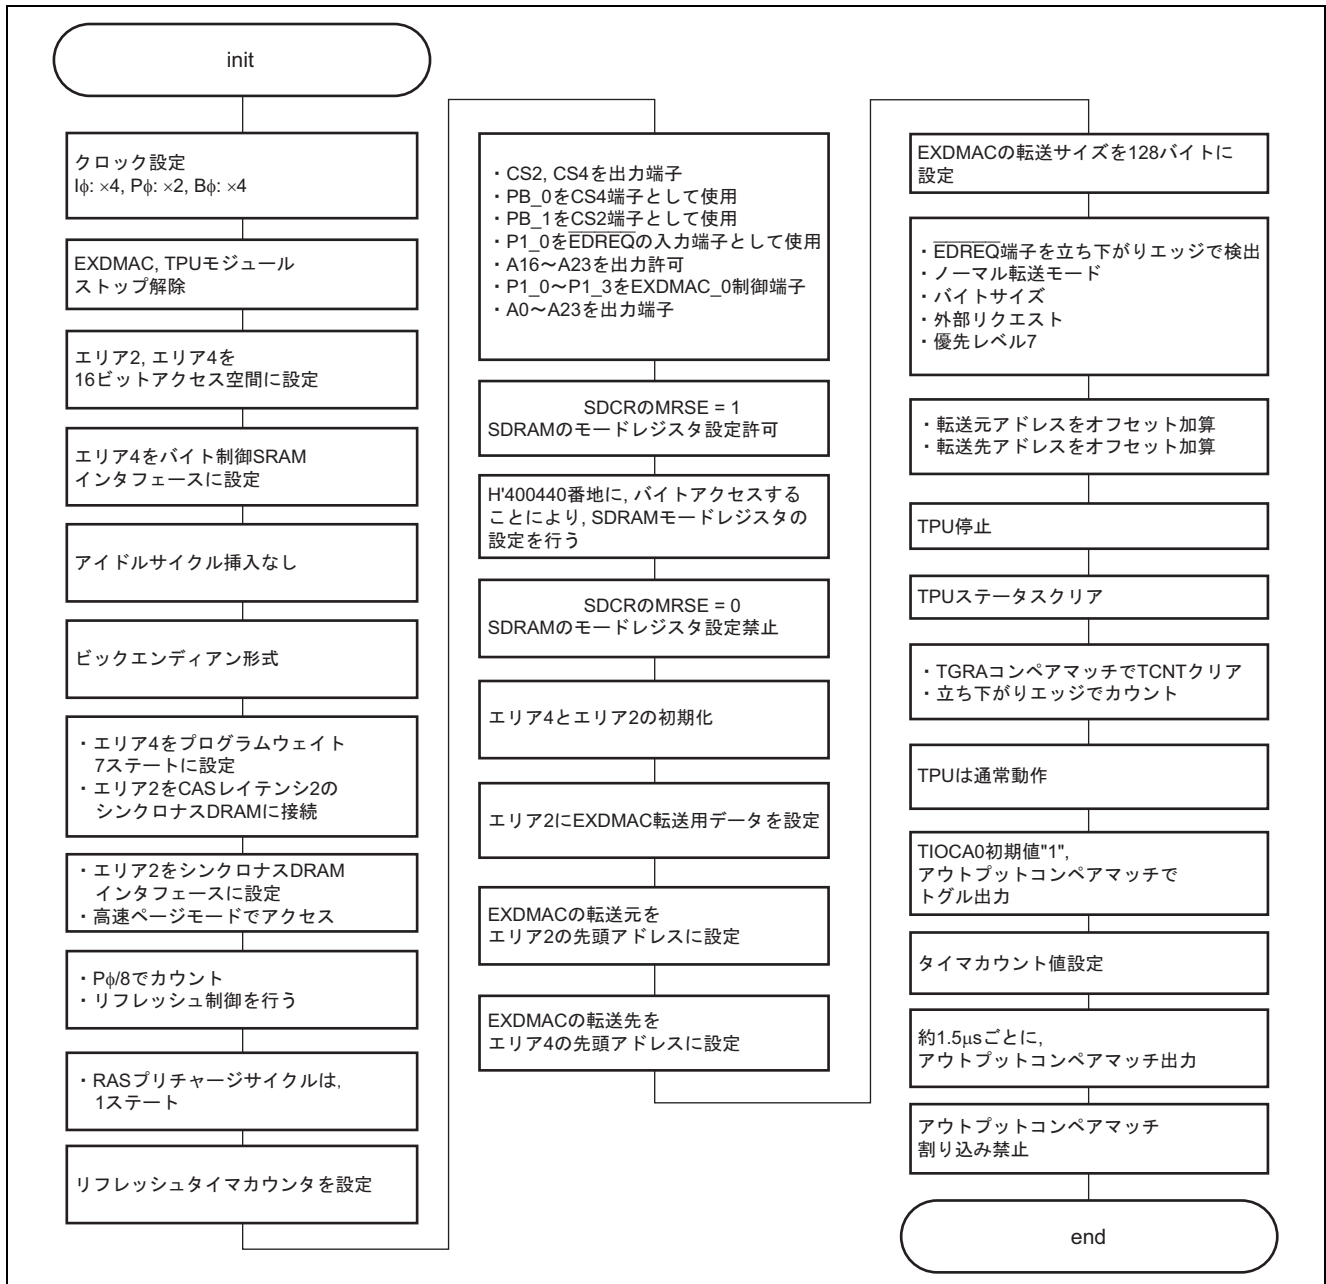 init
クロック設定
Iφ: ×4, Pφ: ×2, Bφ: ×4
EXDMAC, TPUモジュール
ストップ解除
エリア2, エリア4を
16ビットアクセス空間に設定
エリア4をバイト制御SRAM
インタフェースに設定
アイドルサイクル挿入なし
ビックエンディアン形式
・エリア4をプログラムウェイト
7ステートに設定
・エリア2をCASレイテンシ2の
シンクロナスDRAMに接続
・エリア2をシンクロナスDRAM
インタフェースに設定
・高速ページモードでアクセス
・Pφ/8でカウント
・リフレッシュ制御を行う
・RASプリチャージサイクルは,
1ステート
リフレッシュタイマカウンタを設定
・CS2, CS4を出力端子
・PB_0をCS4端子として使用
・PB_1をCS2端子として使用
・P1_0をEDREQの入力端子として使用
・A16～A23を出力許可
・P1_0～P1_3をEXDMAC_0制御端子
・A0～A23を出力端子
SDCRのMRSE = 1
SDRAMのモードレジスタ設定許可
H'400440番地に, バイトアクセスする
ことにより, SDRAMモードレジスタの
設定を行う
SDCRのMRSE = 0
SDRAMのモードレジスタ設定禁止
エリア4とエリア2の初期化
エリア2にEXDMAC転送用データを設定
EXDMACの転送元を
エリア2の先頭アドレスに設定
EXDMACの転送先を
エリア4の先頭アドレスに設定
EXDMACの転送サイズを128バイトに
設定
・EDREQ端子を立ち下がりエッジで検出
・ノーマル転送モード
・バイトサイズ
・外部リクエスト
・優先レベル7
・転送元アドレスをオフセット加算
・転送先アドレスをオフセット加算
TPU停止
TPUステータスクリア
・TGRAコンペアマッチでTCNTクリア
・立ち下がりエッジでカウント
TPUは通常動作
TIOCA0初期値"1",
アウトプットコンペアマッチで
トグル出力
タイマカウント値設定
約1.5μsごとに,
アウトプットコンペアマッチ出力
アウトプットコンペアマッチ
割り込み禁止
end